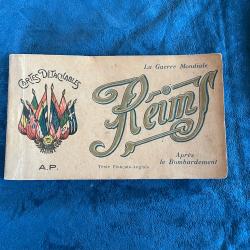 La Guerre Mondiale
CARTES DÉTACHABLES
Reims
Après
le Bombardement
A.P.
Texte Français-Anglais